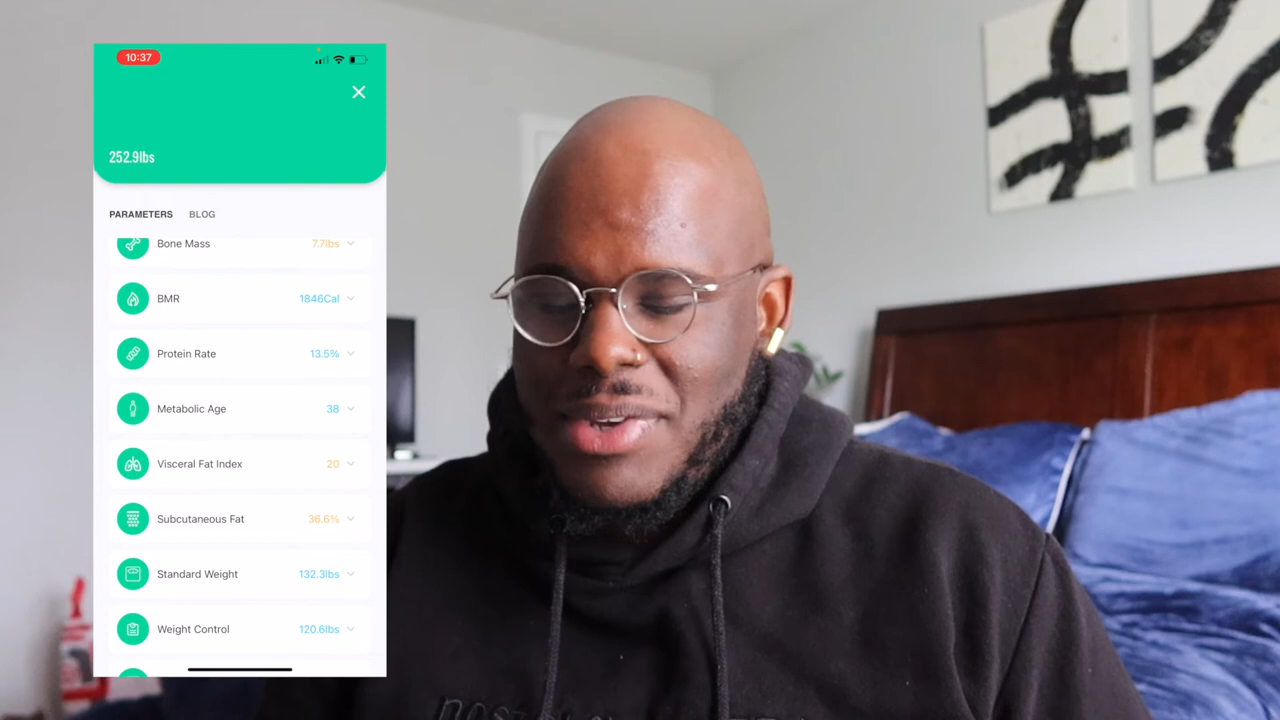 10:37
252.9lbs
PARAMETERS BLOG
Bone Mass 7.7lbs
BMR 1846Cal
Protein Rate 13.5%
Metabolic Age 38
Visceral Fat Index 20
Subcutaneous Fat 36.6%
Standard Weight 132.3lbs
Weight Control 120.6lbs